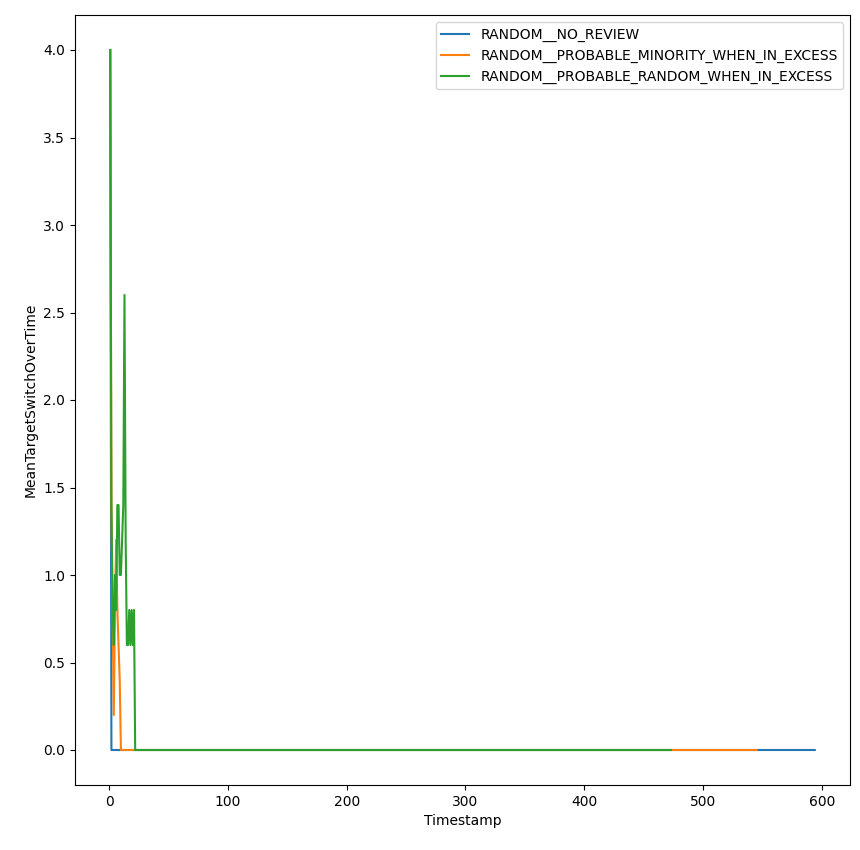 RANDOM__NO_REVIEW
RANDOM__PROBABLE_MINORITY_WHEN_IN_EXCESS
RANDOM__PROBABLE_RANDOM_WHEN_IN_EXCESS
4.0
3.5
3.0
2.5
2.0
1.5
1.0
0.5
0.0
MeanTargetSwitchOverTime
0 100 200 300 400 500 600
Timestamp